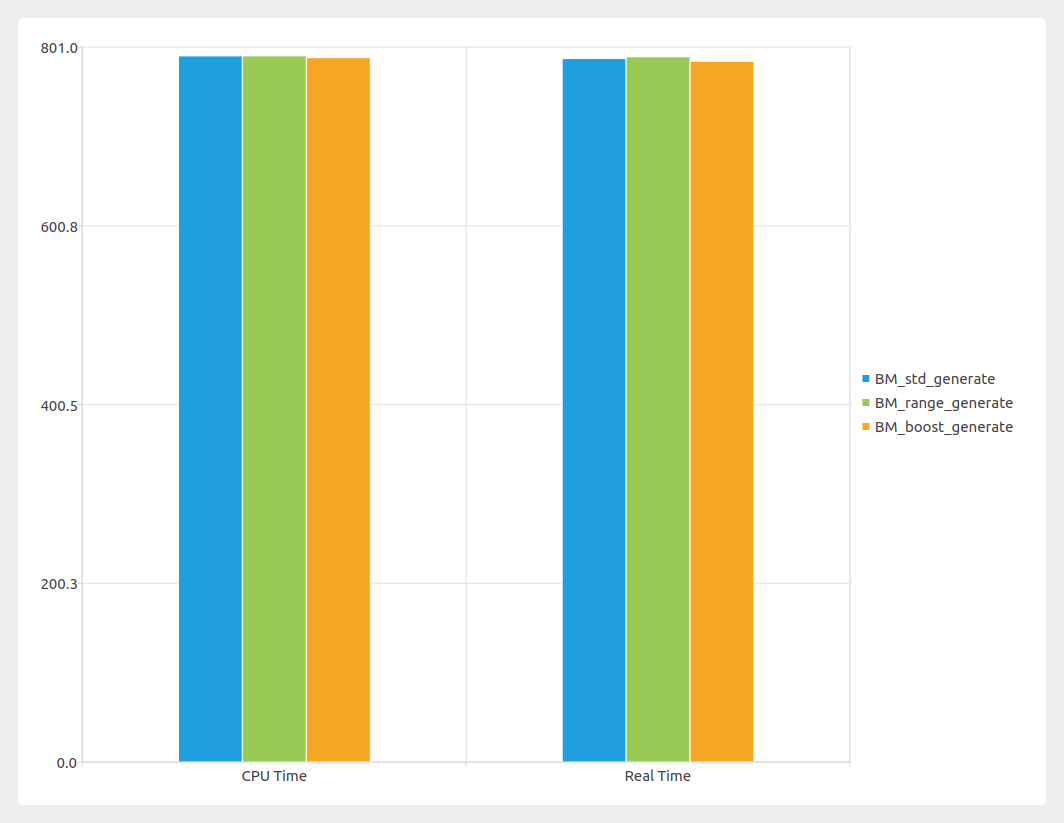 801.0
600.8
400.5
200.3
0.0
CPU Time
Real Time
BM_std_generate
BM_range_generate
BM_boost_generate